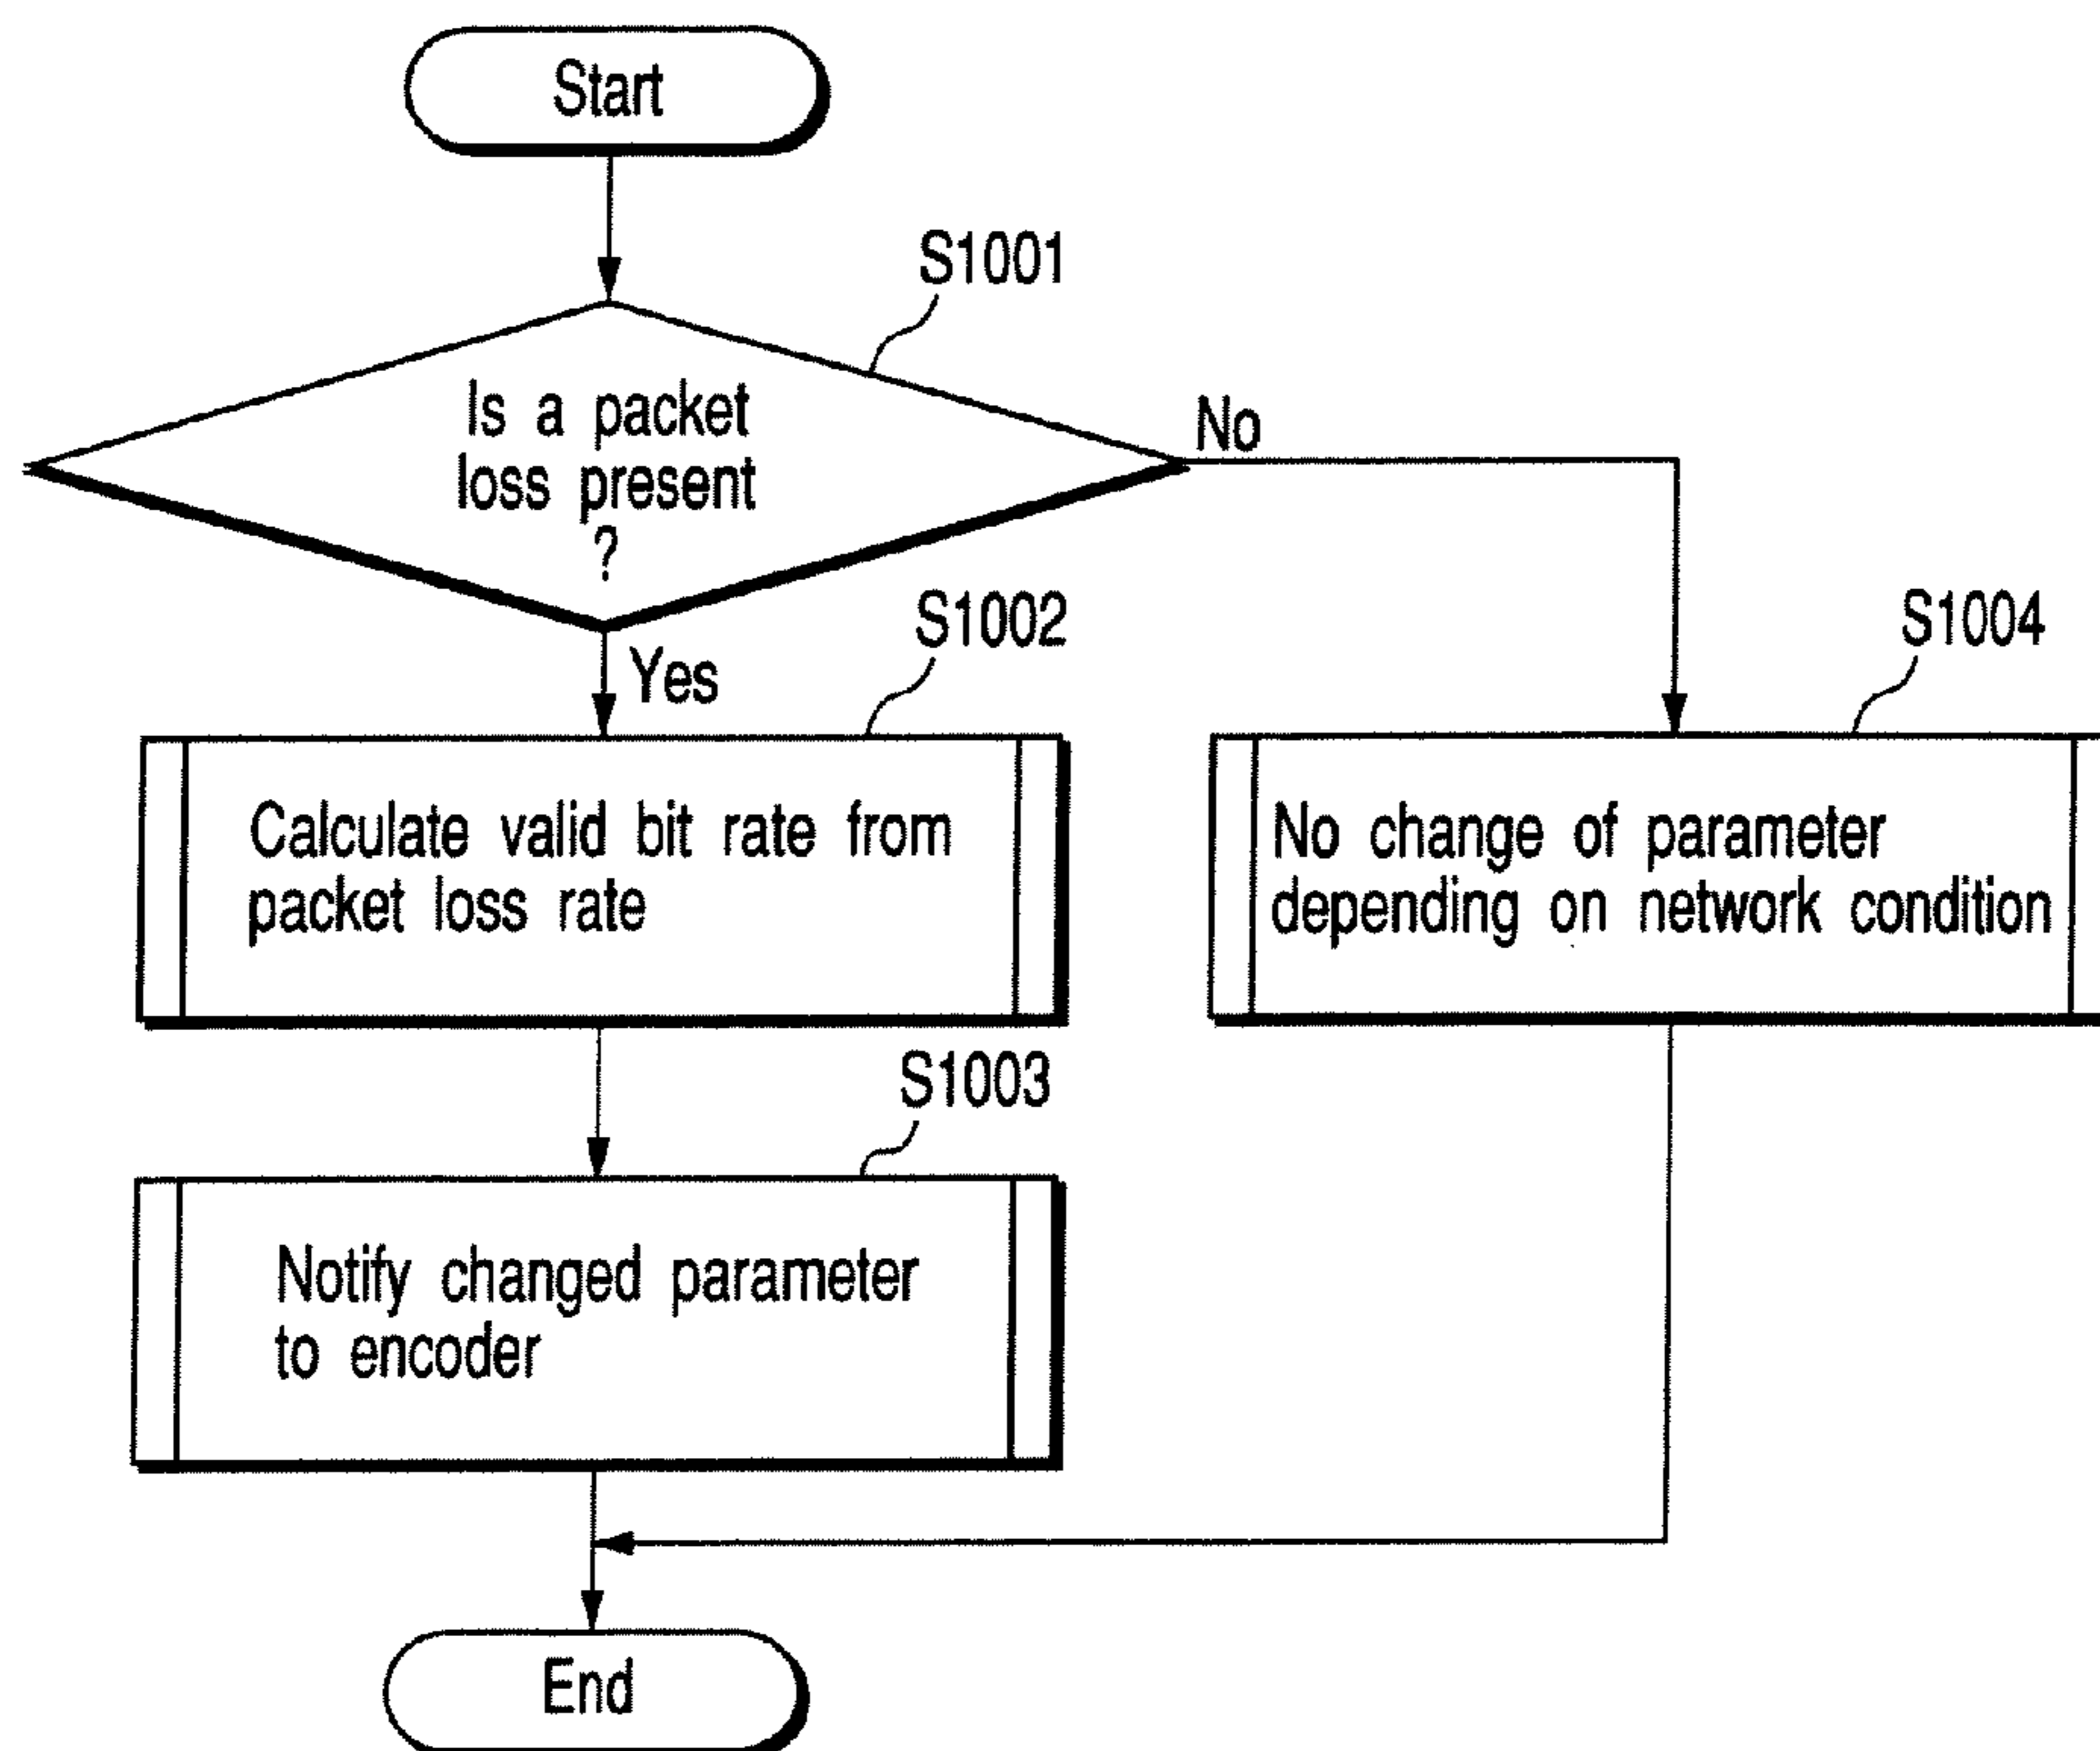 Start
S1001
Is a packet
loss present
?
No
Yes
S1002
S1004
Calculate valid bit rate from
packet loss rate
No change of parameter
depending on network condition
S1003
Notify changed parameter
to encoder
End